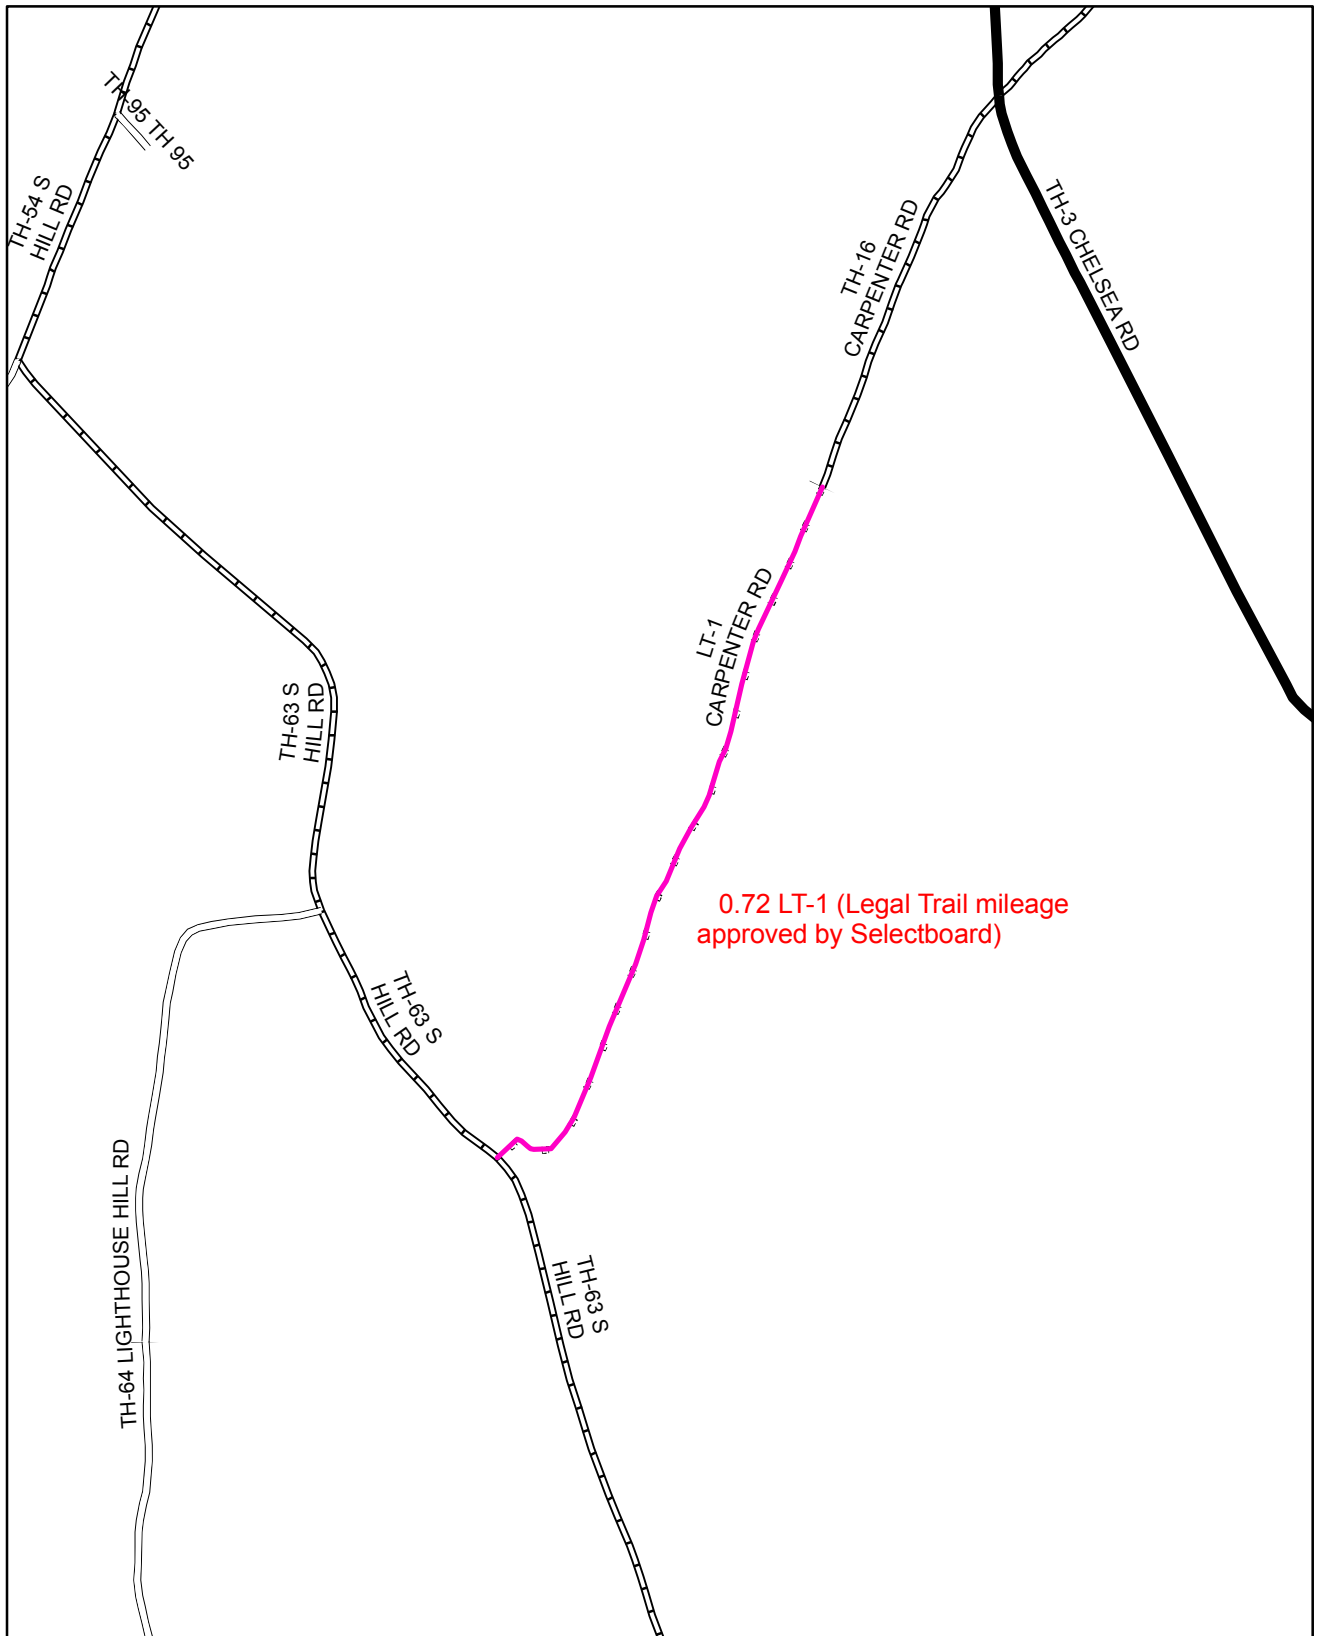 TA-95 TH 95
TH-54 S
HILL RD
TH-3 CHELSEA RD
TH-16
CARPENTER RD
LT-1
CARPENTER RD
TH-63 S
HILL RD
0.72 LT-1 (Legal Trail mileage
approved by Selectboard)
TH-63 S
HILL RD
TH-64 LIGHTHOUSE HILL RD
TH-63 S
HILL RD